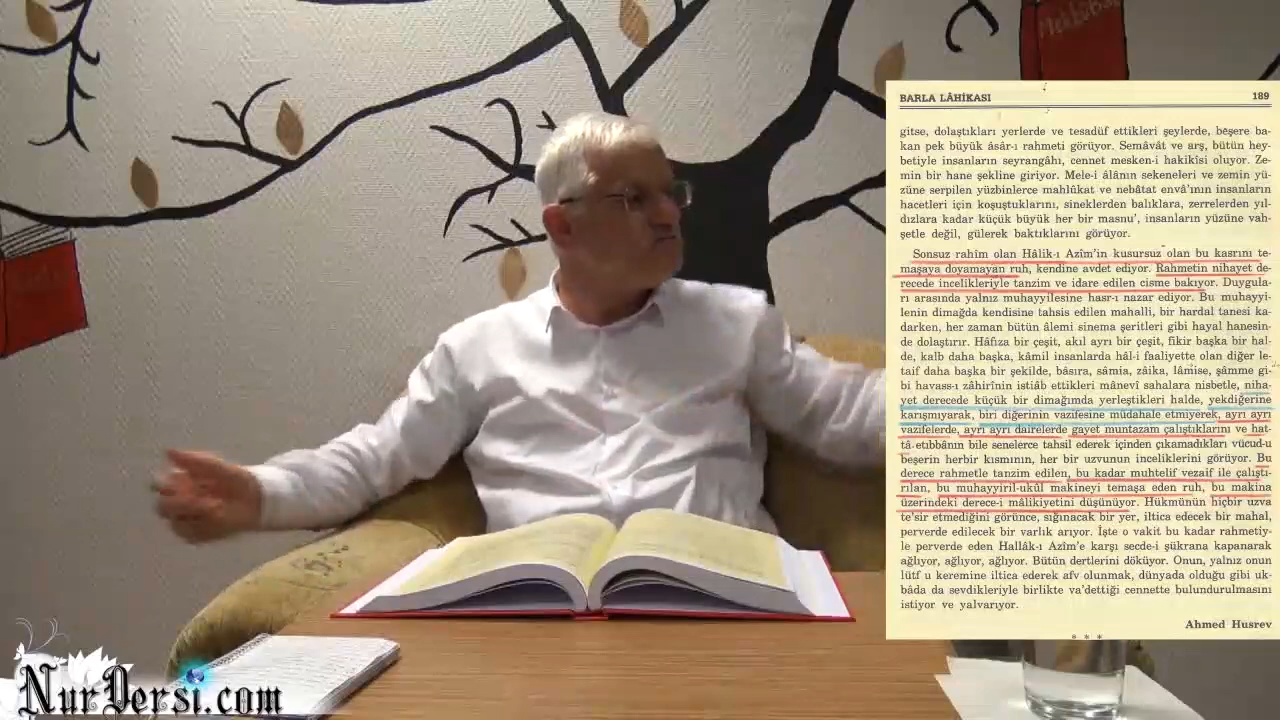 Mektubat
BARLA LÂHİKASI 189
gitse, dolaştıkları yerlerde ve tesadüf ettikleri şeylerde, beşere ba-
kan pek büyük âsâr-ı rahmeti görüyor. Semâvât ve arş, bütün hey-
betiyle insanların seyrangâhı, cennet mesken-i hakikîsi oluyor. Ze-
min bir hane şekline giriyor. Mele-i âlânın sekeneleri ve zemin yü-
züne serpilen yüzbinlerce mahlûkat ve nebâtat envâ'ının insanların
hacetleri için koşuştuklarını, sineklerden balıklara, zerrelerden yıl-
dızlara kadar küçük büyük her bir masnu', insanların yüzüne vah-
şetle değil, gülerek baktıklarını görüyor.
Sonsuz rahîm olan Hâlik-ı Azîm'in kusursuz olan bu kasrını te-
maşaya doyamayan ruh, kendine avdet ediyor. Rahmetin nihayet de-
recede incelikleriyle tanzim ve idare edilen cisme bakıyor. Duygula-
rı arasında yalnız muhayyilesine hasr-ı nazar ediyor. Bu muhayyi-
lenin dimağda kendisine tahsis edilen mahalli, bir hardal tanesi ka-
darken, her zaman bütün âlemi sinema şeritleri gibi hayal hanesin-
de dolaştırır. Hâfıza bir çeşit, akıl ayrı bir çeşit, fikir başka bir hal-
de, kalb daha başka, kâmil insanlarda hâl-i faaliyette olan diğer le-
taif daha başka bir şekilde, bâsıra, sâmia, zâika, lâmise, şâmme gi-
bi havass-ı zâhirînin istiâb ettikleri mânevî sahalara nisbetle, niha-
yet derecede küçük bir dimağımda yerleştikleri halde, yekdiğerine
karışmıyarak, biri diğerinin vazifesine müdahale etmiyerek, ayrı ayrı
vazifelerde, ayrı ayrı dairelerde gayet muntazam çalıştıklarını ve hat-
tâ etıbbânın bile senelerce tahsil ederek içinden çıkamadıkları vücud-u
beşerin herbir kısmının, her bir uzvunun inceliklerini görüyor. Bu
derece rahmetle tanzim edilen, bu kadar muhtelif vezaif ile çalıştı-
rılan, bu muhayyiril-ukûl makineyi temaşa eden ruh, bu makina
üzerindeki derece-i mâlikiyetini düşünüyor. Hükmünün hiçbir uzva
te'sir etmediğini görünce, sığınacak bir yer, iltica edecek bir mahal,
perverde edilecek bir varlık arıyor. İşte o vakit bu kadar rahmetiy-
le perverde eden Hallâk-ı Azîm'e karşı secde-i şükrana kapanarak
ağlıyor, ağlıyor, ağlıyor. Bütün dertlerini döküyor. Onun, yalnız onun
lütf u keremine iltica ederek afv olunmak, dünyada olduğu gibi uk-
bâda da sevdikleriyle birlikte va'dettiği cennette bulundurulmasını
istiyor ve yalvarıyor.
Ahmed Husrev
* * *
NurDersi.com